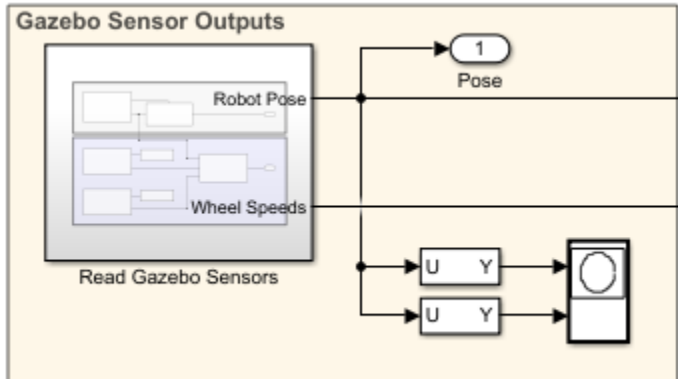 Gazebo Sensor Outputs
1
Pose
Robot Pose
Wheel Speeds
Read Gazebo Sensors
U Y
U Y